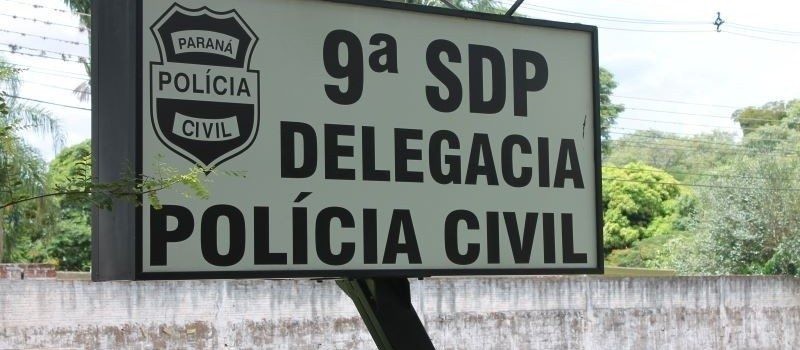 PARANÁ
POLÍCIA
CIVIL
9ª SDP
DELEGACIA
POLÍCIA CIVIL